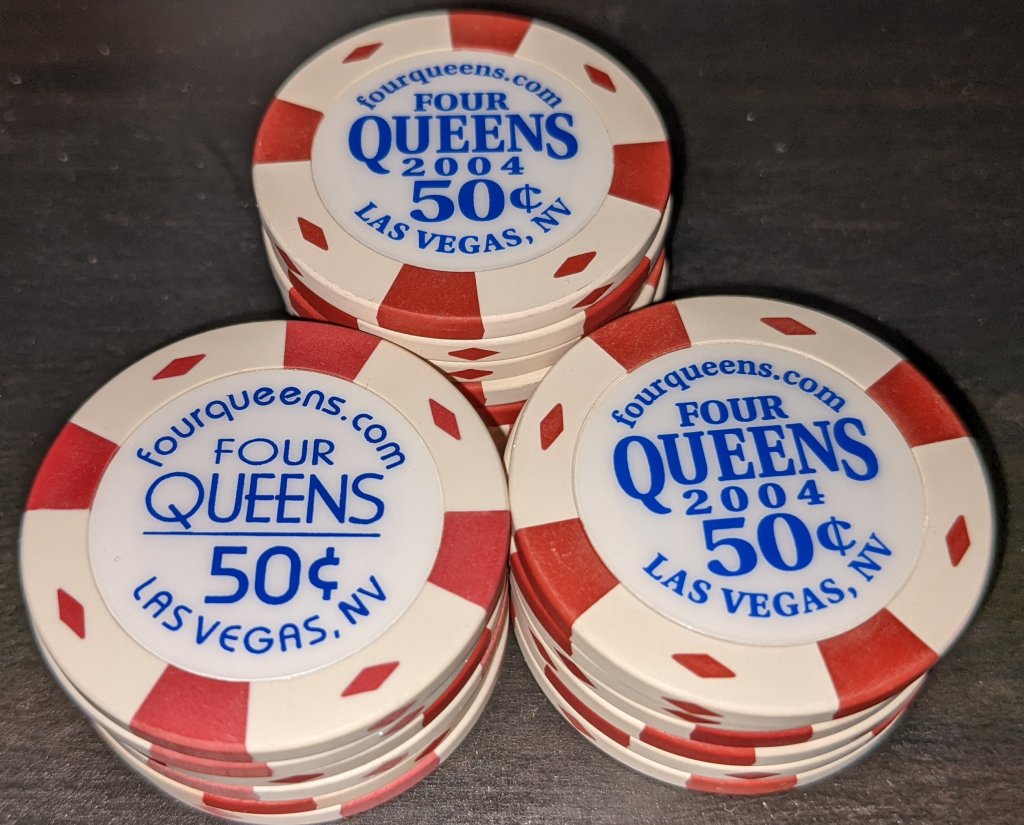 fourqueens.com
FOUR
QUEENS
2004
50¢
LAS VEGAS, NV
fourqueens.com
FOUR
QUEENS
50¢
LAS VEGAS, NV
fourqueens.com
FOUR
QUEENS
2004
50¢
LAS VEGAS, NV